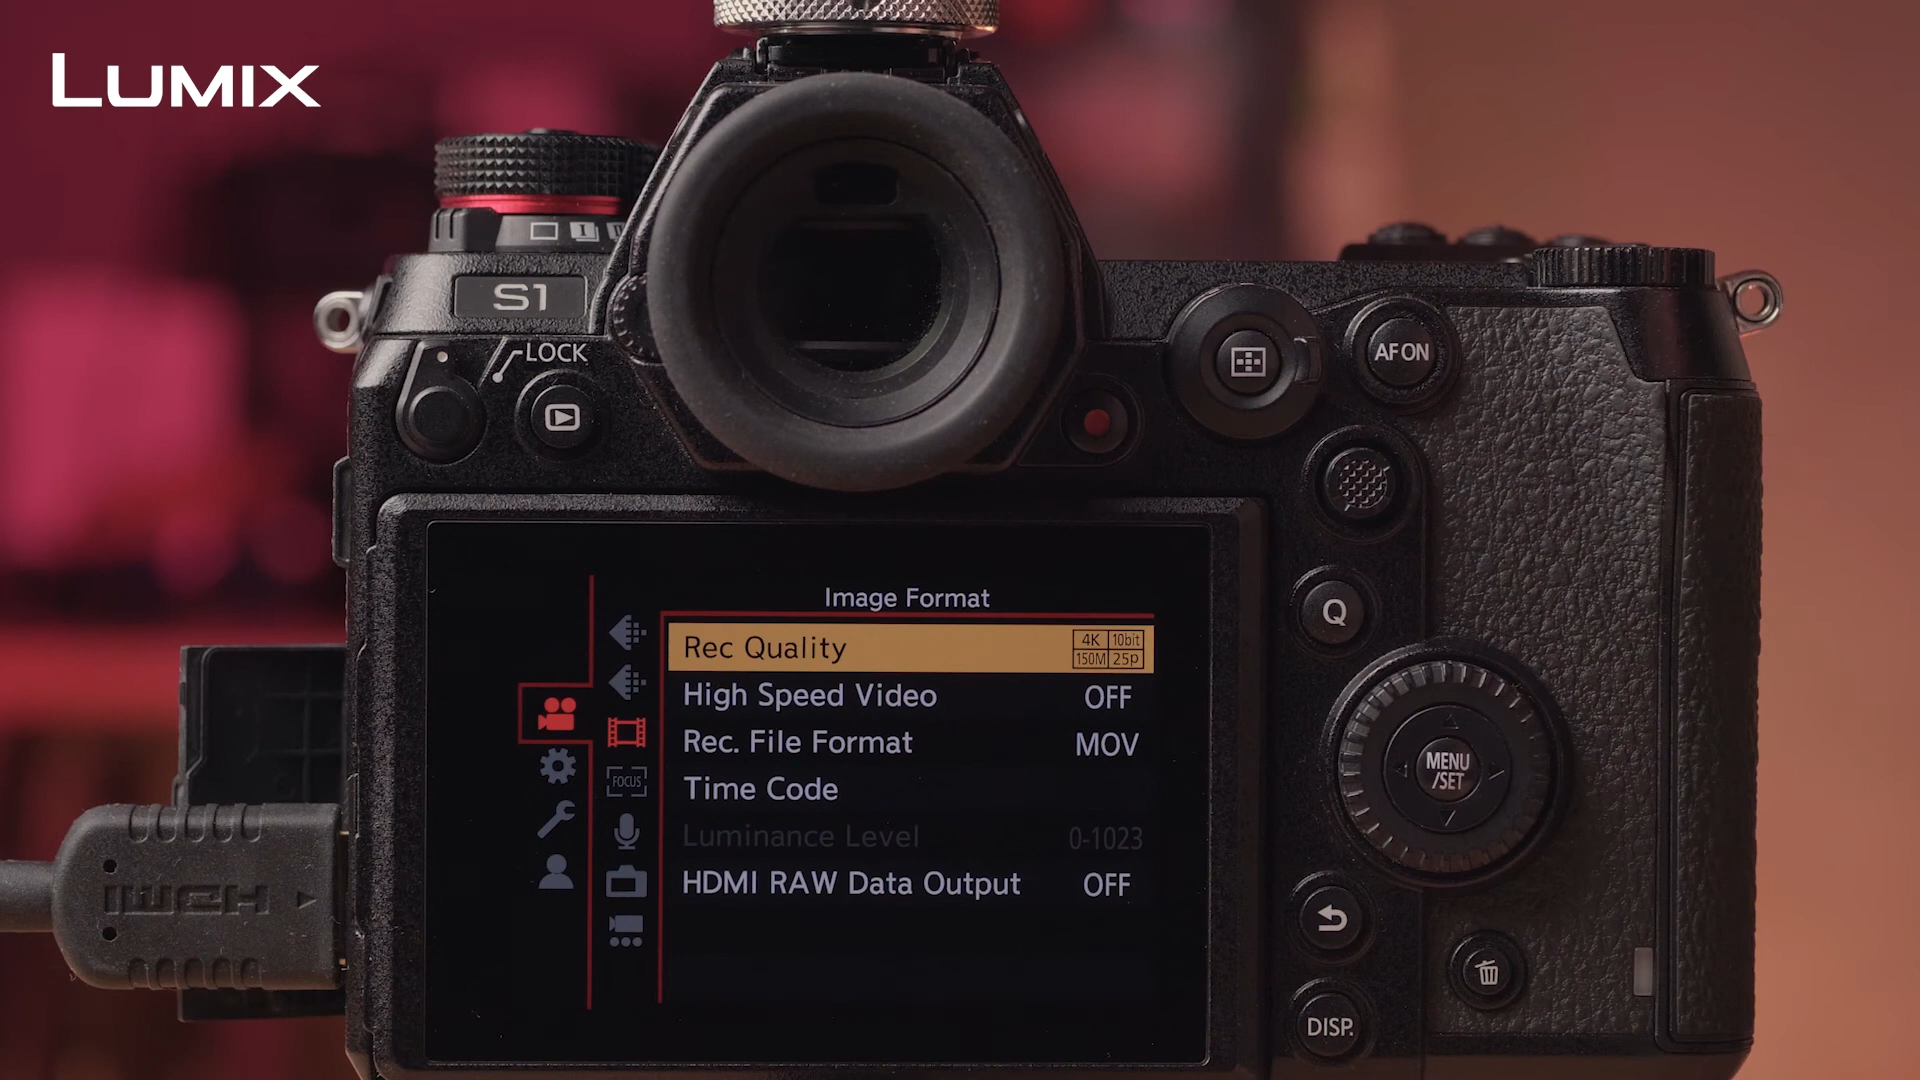 LUMIX
S1
LOCK
AF ON
Q
MENU
/SET
DISP.
HDMI
Image Format
Rec Quality 4K 10bit 150M 25p
High Speed Video OFF
Rec. File Format MOV
Time Code
Luminance Level 0-1023
HDMI RAW Data Output OFF
FOCUS